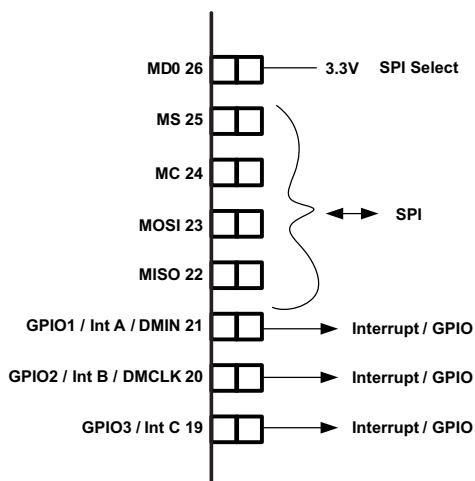 MD0 26 3.3V SPI Select
MS 25
MC 24
MOSI 23
SPI
MISO 22
GPIO1 / Int A / DMIN 21 Interrupt / GPIO
GPIO2 / Int B / DMCLK 20 Interrupt / GPIO
GPIO3 / Int C 19 Interrupt / GPIO